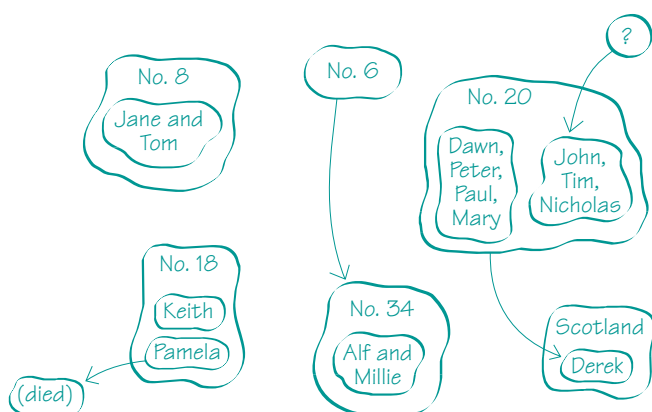 ?
No. 8
Jane and
Tom
No. 6
No. 20
Dawn,
Peter,
Paul,
Mary
John,
Tim,
Nicholas
No. 18
Keith
Pamela
(died)
No. 34
Alf and
Millie
Scotland
Derek